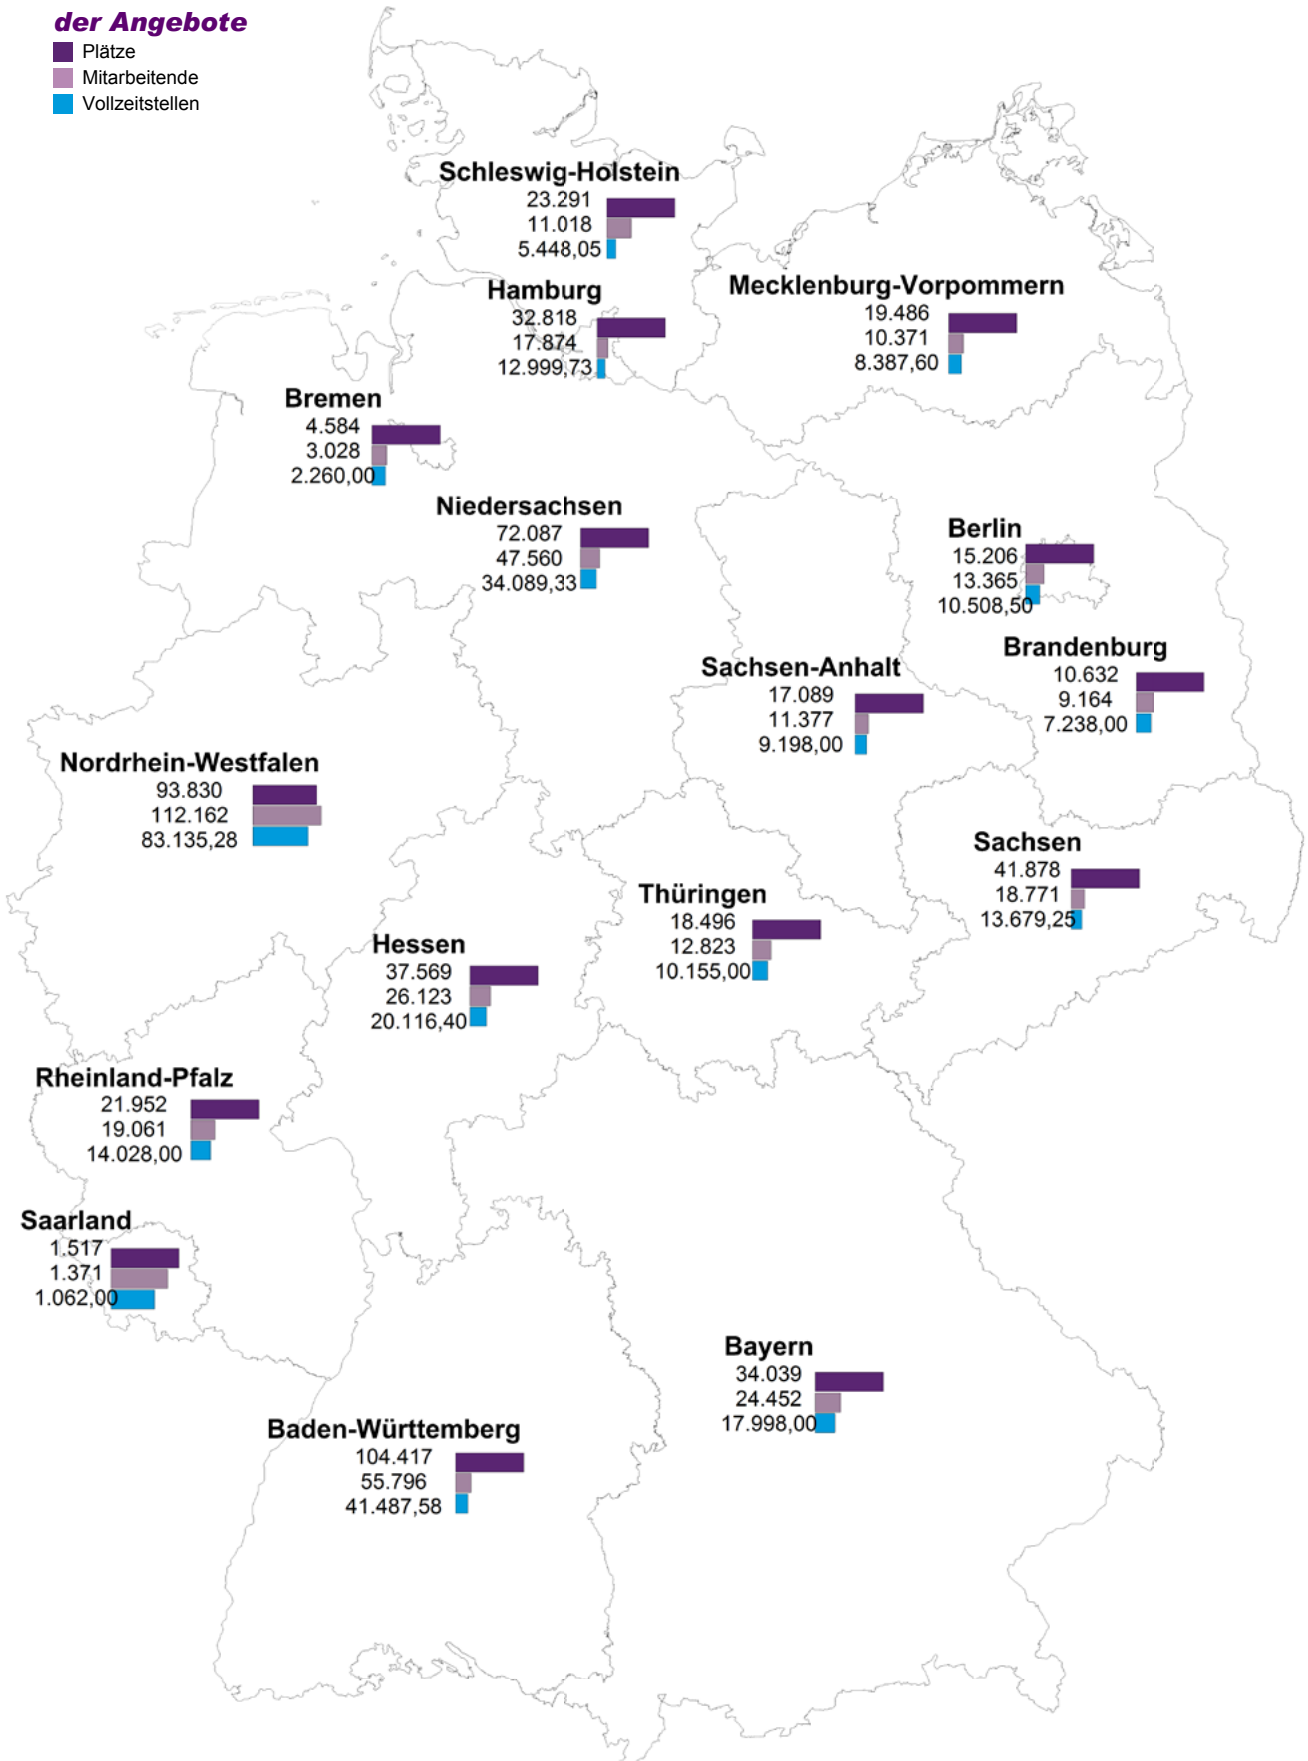 der Angebote
Plätze
Mitarbeitende
Vollzeitstellen
Schleswig-Holstein
23.291
11.018
5.448,05
Hamburg
32.818
17.874
12.999,73
Mecklenburg-Vorpommern
19.486
10.371
8.387,60
Bremen
4.584
3.028
2.260,00
Niedersachsen
72.087
47.560
34.089,33
Berlin
15.206
13.365
10.508,50
Brandenburg
10.632
9.164
7.238,00
Sachsen-Anhalt
17.089
11.377
9.198,00
Nordrhein-Westfalen
93.830
112.162
83.135,28
Sachsen
41.878
18.771
13.679,25
Thüringen
18.496
12.823
10.155,00
Hessen
37.569
26.123
20.116,40
Rheinland-Pfalz
21.952
19.061
14.028,00
Saarland
1.517
1.371
1.062,00
Bayern
34.039
24.452
17.998,00
Baden-Württemberg
104.417
55.796
41.487,58